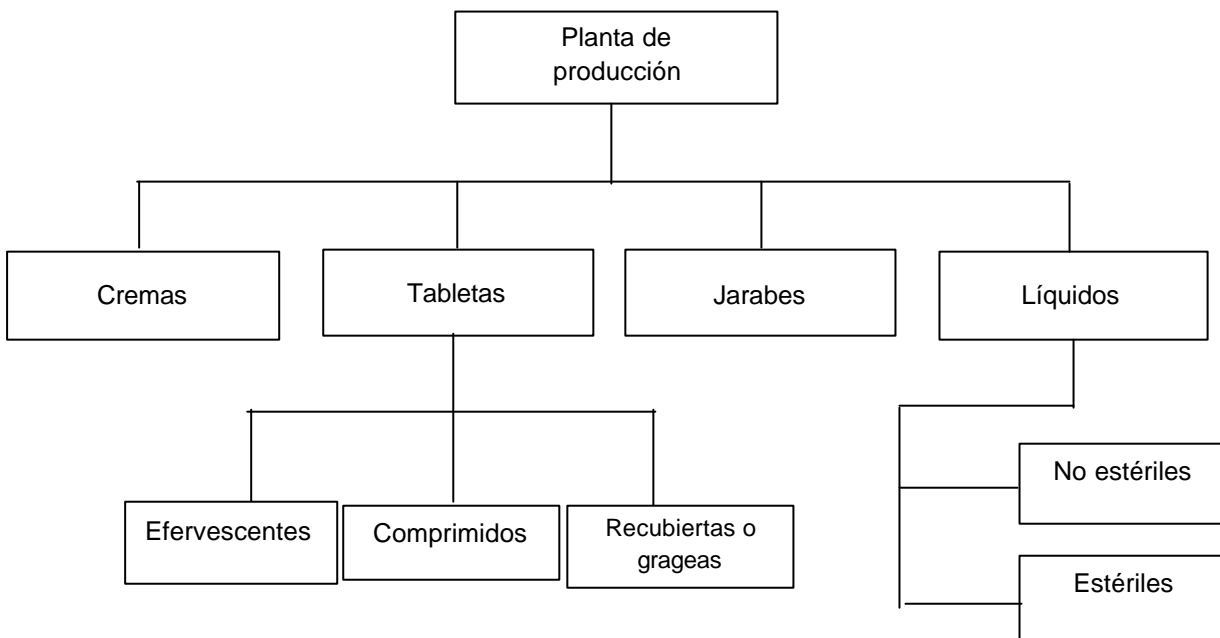 Planta de
producción
Cremas
Tabletas
Jarabes
Líquidos
Efervescentes
Comprimidos
Recubiertas o
grageas
No estériles
Estériles